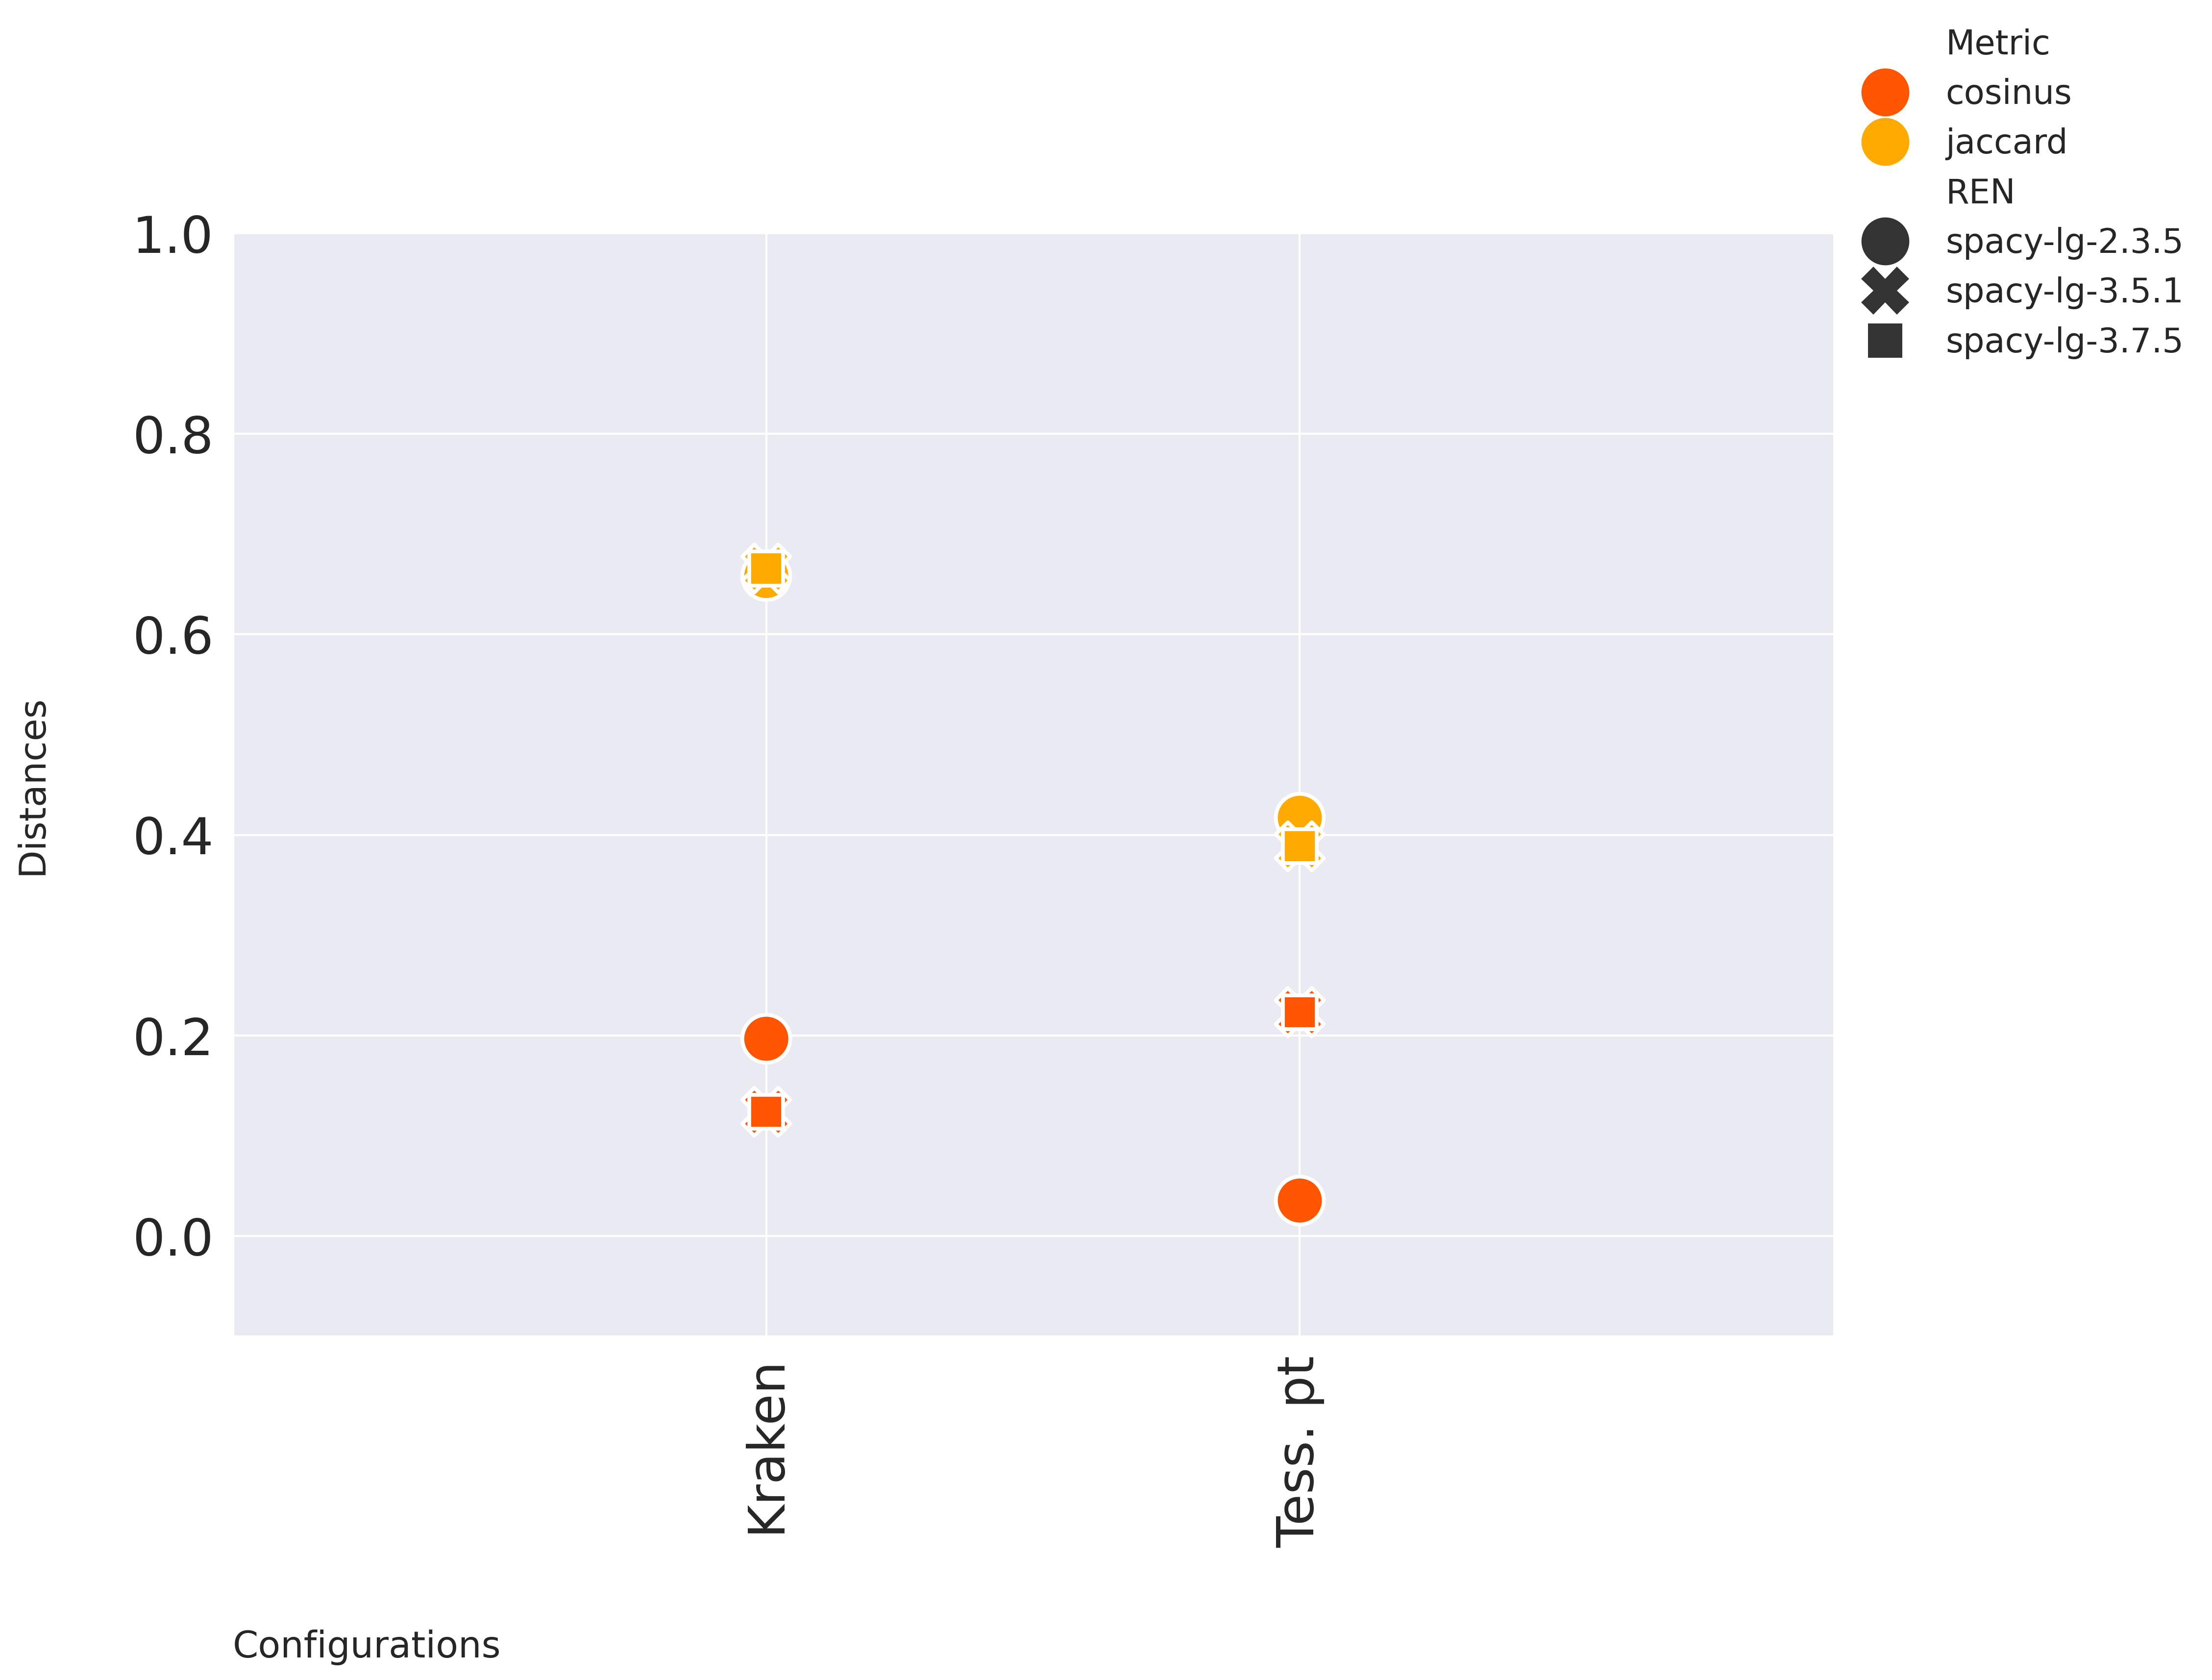 Metric
cosinus
jaccard
REN
spacy-lg-2.3.5
spacy-lg-3.5.1
spacy-lg-3.7.5
1.0
0.8
0.6
0.4
0.2
0.0
Distances
Kraken
Tess. pt
Configurations